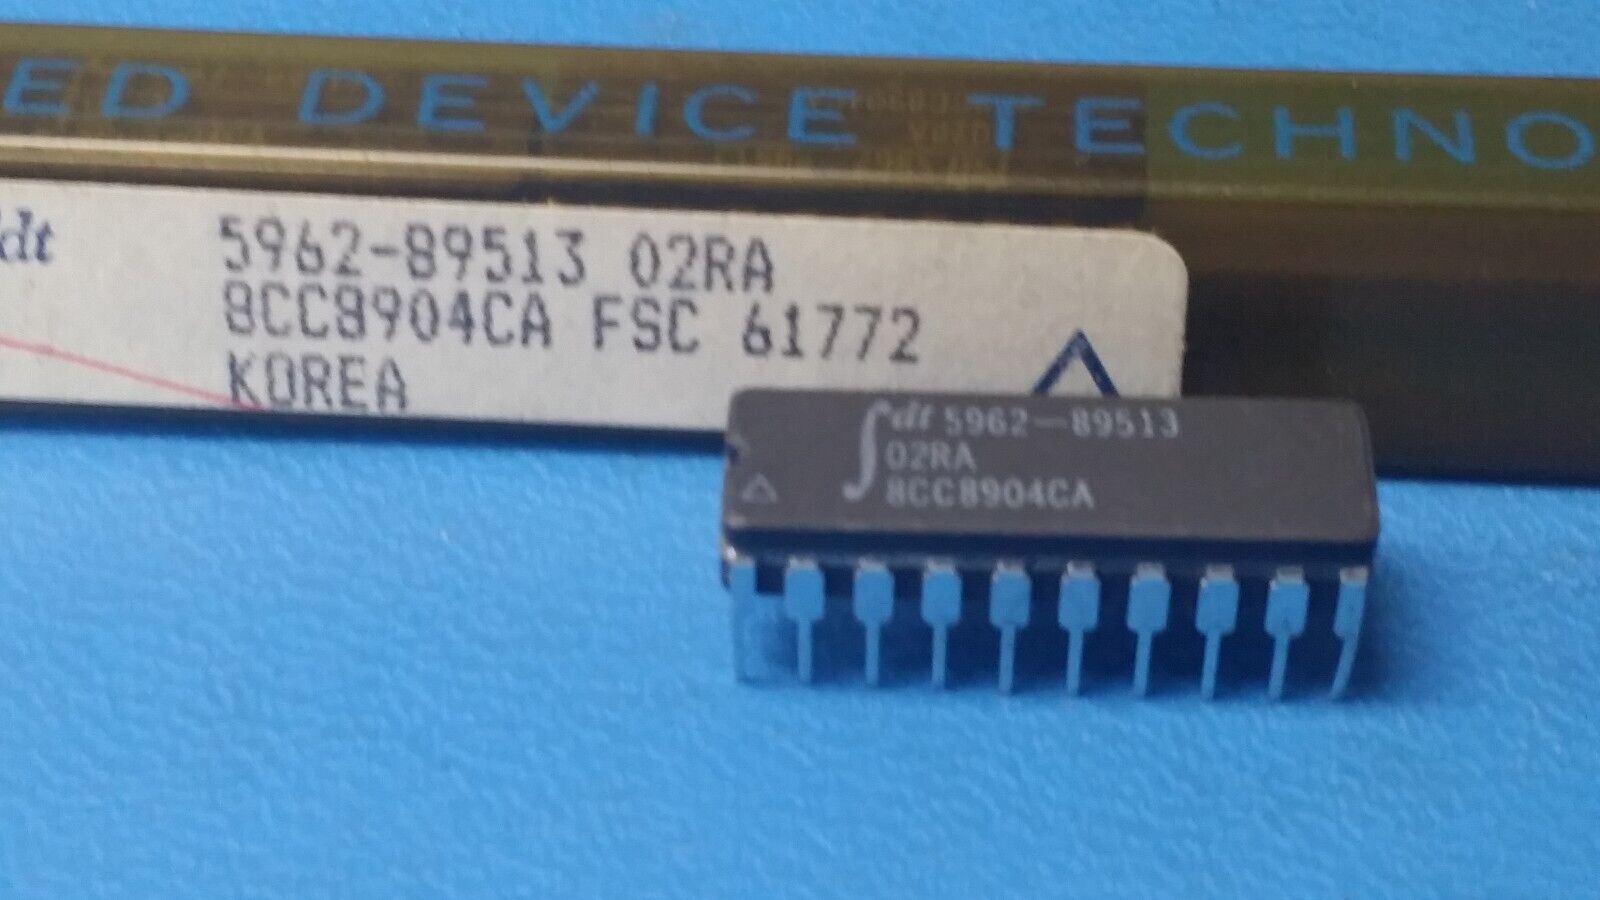 ED DEVICE TECHNO
dt
5962-89513 02RA
8CC8904CA FSC 61772
KOREA
dt 5962-89513
02RA
8CC8904CA